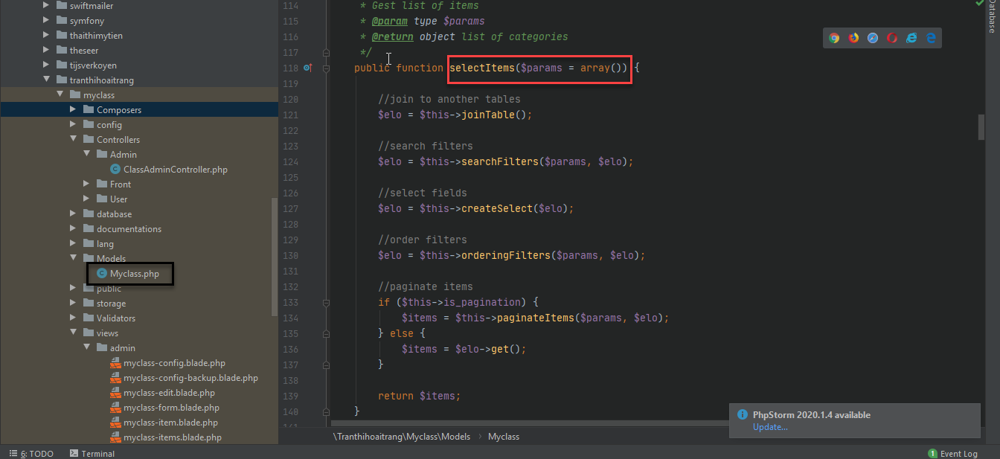 swiftmailer
symfony
thaithimytien
theseer
tijsverkoyen
tranthihoaitrang
myclass
Composers
config
Controllers
Admin
ClassAdminController.php
Front
User
database
documentations
lang
Models
Myclass.php
public
storage
Validators
views
admin
myclass-config.blade.php
myclass-config-backup.blade.php
myclass-edit.blade.php
myclass-form.blade.php
myclass-item.blade.php
myclass-items.blade.php
114 * Gest list of items
115 * @param type $params
116 * @return object list of categories
117 */
118 public function selectItems($params = array()) {
119
120 //join to another tables
121 $elo = $this->joinTable();
122
123 //search filters
124 $elo = $this->searchFilters($params, $elo);
125
126 //select fields
127 $elo = $this->createSelect($elo);
128
129 //order filters
130 $elo = $this->orderingFilters($params, $elo);
131
132 //paginate items
133 if ($this->is_pagination) {
134 $items = $this->paginateItems($params, $elo);
135 } else {
136 $items = $elo->get();
137 }
138
139 return $items;
140 }
\Tranthihoaitrang\Myclass\Models › Myclass
Database
PhpStorm 2020.1.4 available
Update...
6: TODO
Terminal
1 Event Log